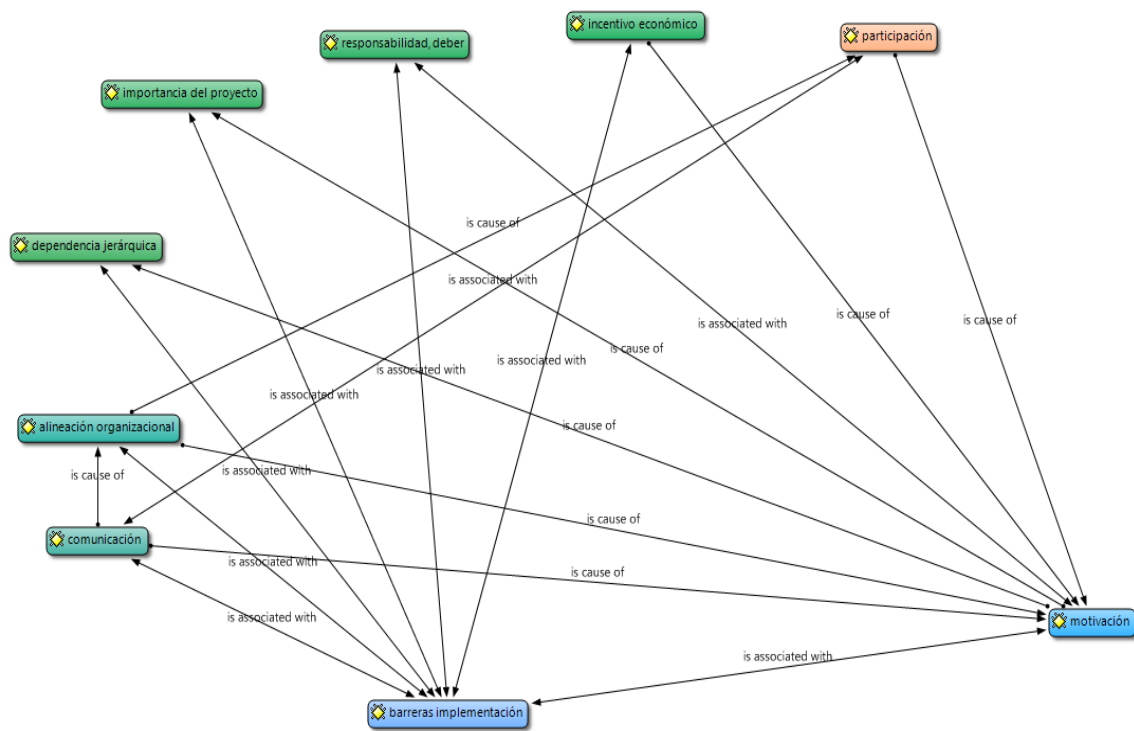 incentivo económico
participación
responsabilidad, deber
importancia del proyecto
is cause of
dependencia jerárquica
is associated with
is associated with
is cause of
is cause of
is cause of
is associated with
is associated with
is associated with
alineación organizacional
is cause of
is associated with
is cause of
is cause of
comunicación
is associated with
is cause of
is associated with
motivación
is associated with
barreras implementación